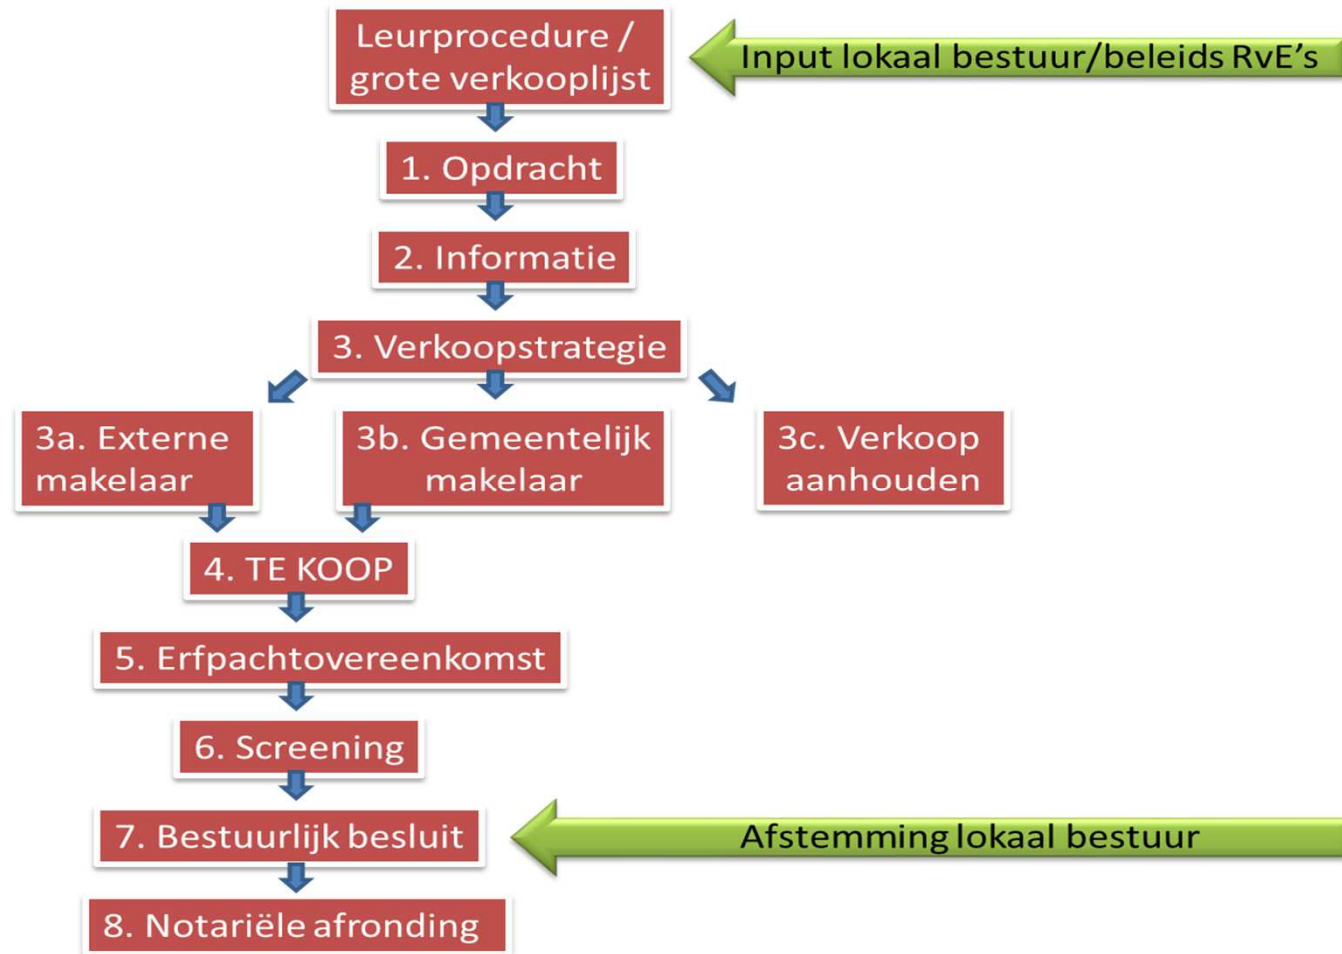 Leurprocedure /
grote verkooplijst
Input lokaal bestuur/beleids RvE's
1. Opdracht
2. Informatie
3. Verkoopstrategie
3a. Externe
makelaar
3b. Gemeentelijk
makelaar
3c. Verkoop
aanhouden
4. TE KOOP
5. Erfpachtovereenkomst
6. Screening
7. Bestuurlijk besluit
Afstemming lokaal bestuur
8. Notariële afronding